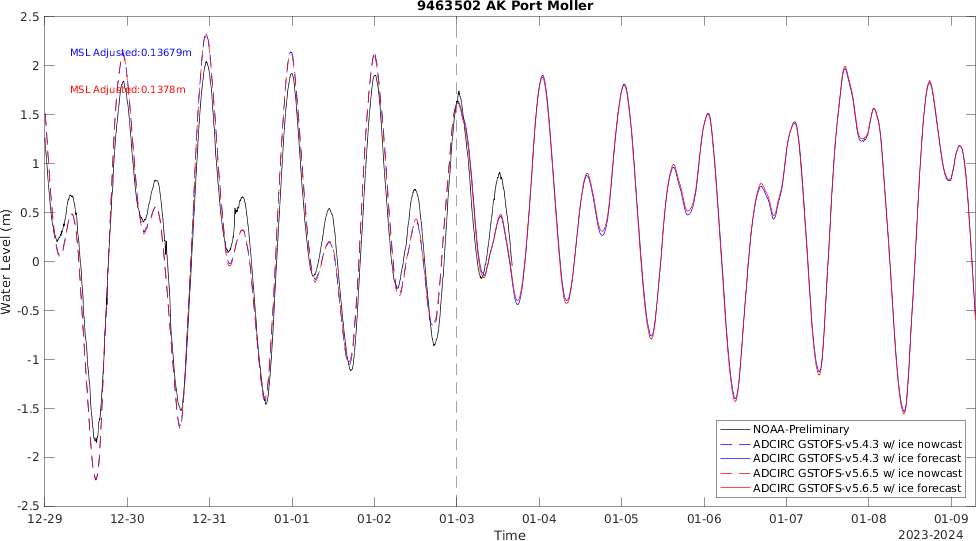 9463502 AK Port Moller
MSL Adjusted:0.13679m
MSL Adjusted:0.1378m
Water Level (m)
2.5
2
1.5
1
0.5
0
-0.5
-1
-1.5
-2
-2.5
NOAA-Preliminary
ADCIRC GSTOFS-v5.4.3 w/ ice nowcast
ADCIRC GSTOFS-v5.4.3 w/ ice forecast
ADCIRC GSTOFS-v5.6.5 w/ ice nowcast
ADCIRC GSTOFS-v5.6.5 w/ ice forecast
12-29 12-30 12-31 01-01 01-02 01-03 01-04 01-05 01-06 01-07 01-08 01-09
Time
2023-2024